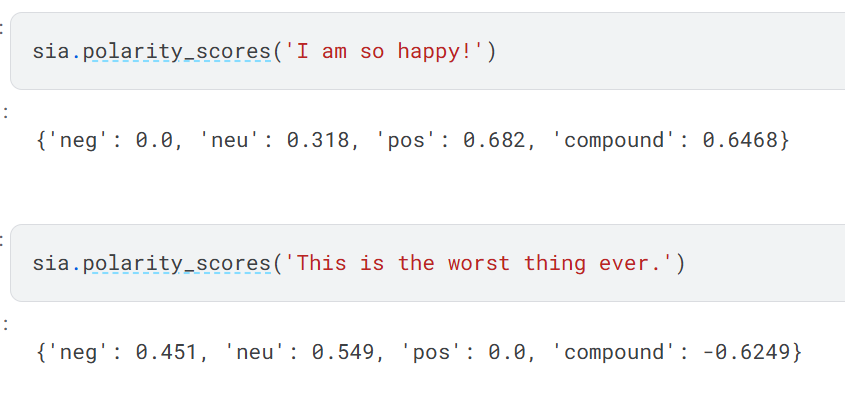 :
sia.polarity_scores('I am so happy!')
:
{'neg': 0.0, 'neu': 0.318, 'pos': 0.682, 'compound': 0.6468}
:
sia.polarity_scores('This is the worst thing ever.')
:
{'neg': 0.451, 'neu': 0.549, 'pos': 0.0, 'compound': -0.6249}